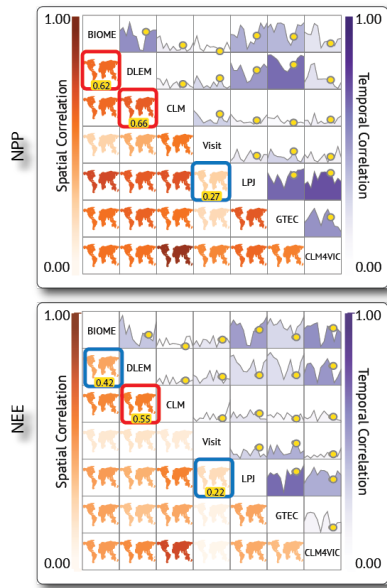 NPP
Spatial Correlation
1.00
0.00
BIOME
DLEM
0.62
CLM
0.66
Visit
LPJ
0.27
GTEC
CLM4VIC
Temporal Correlation
1.00
0.00
NEE
Spatial Correlation
1.00
0.00
BIOME
DLEM
0.42
CLM
0.55
Visit
LPJ
0.22
GTEC
CLM4VIC
Temporal Correlation
1.00
0.00